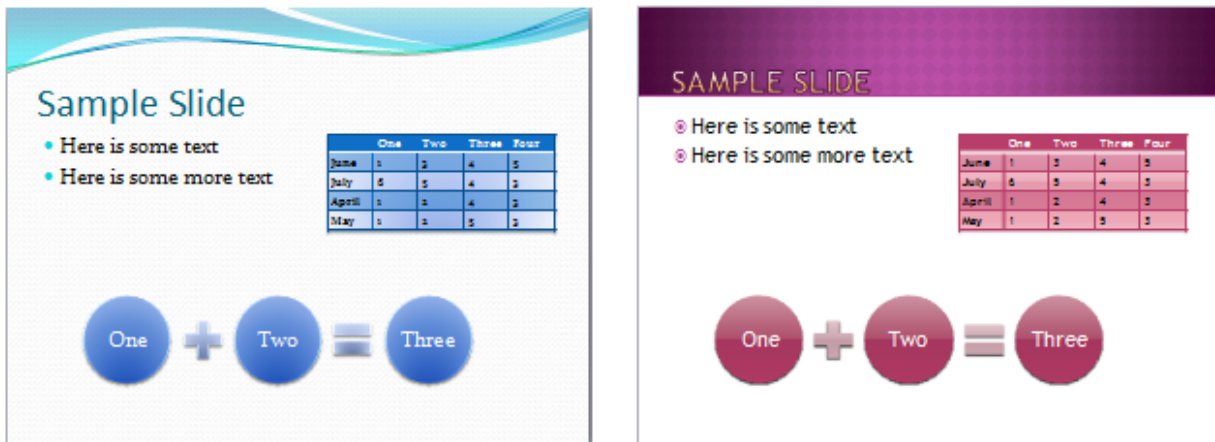 Sample Slide
Here is some text
Here is some more text
One Two Three Four
June 1 3 4 5
July 6 5 4 3
April 1 2 4 3
May 1 2 5 3
One + Two = Three
SAMPLE SLIDE
Here is some text
Here is some more text
One Two Three Four
June 1 3 4 5
July 6 5 4 3
April 1 2 4 3
May 1 2 5 3
One + Two = Three